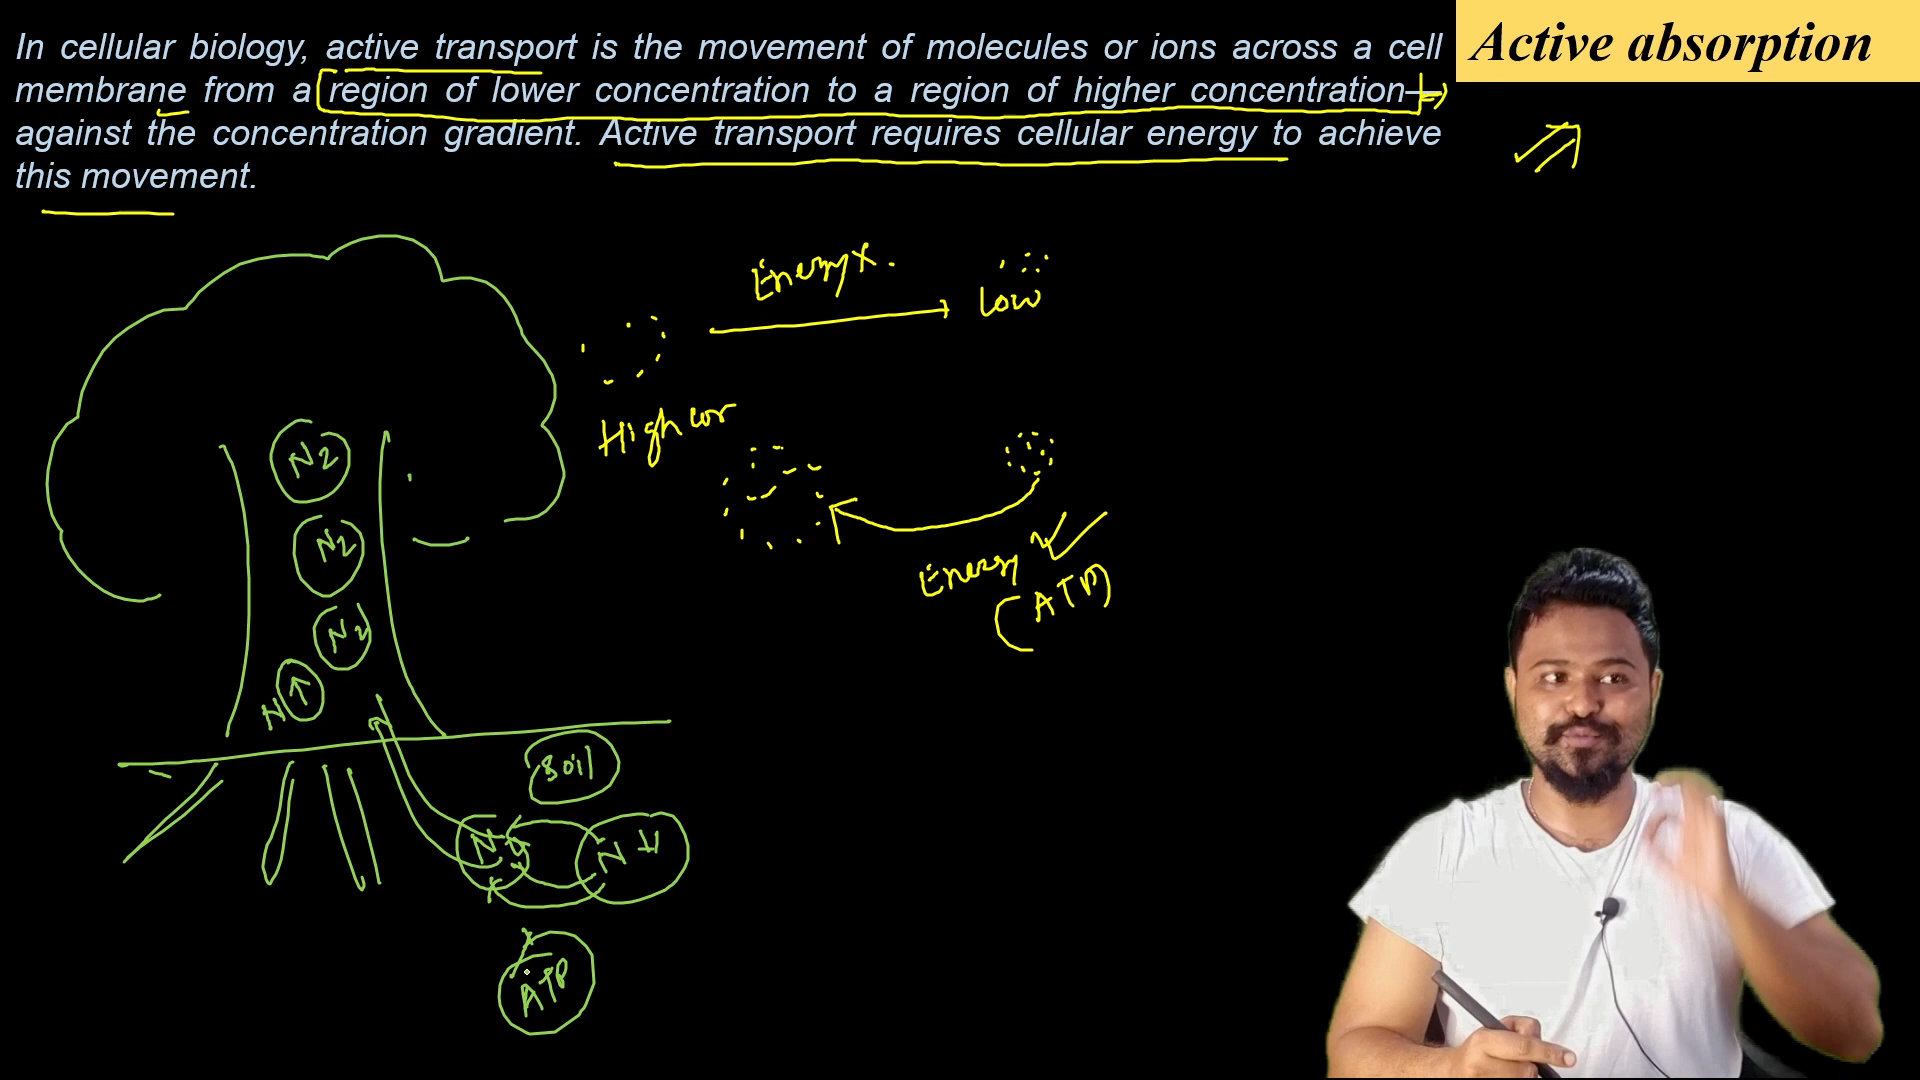 In cellular biology, active transport is the movement of molecules or ions across a cell
membrane from a region of lower concentration to a region of higher concentration—
against the concentration gradient. Active transport requires cellular energy to achieve
this movement.
Active absorption
Energy x.
Low
High con
Energy
(ATP)
N2
N2
N2
N
Soil
N
N
ATP